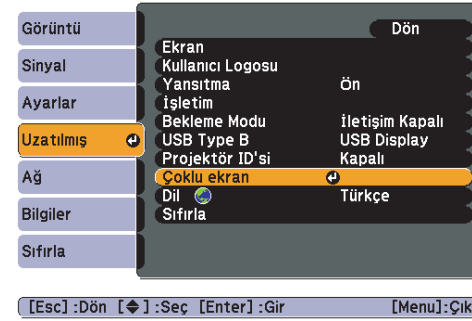 Görüntü
Sinyal
Ayarlar
Uzatılmış
Ağ
Bilgiler
Sıfırla
Dön
Ekran
Kullanıcı Logosu
Yansıtma Ön
İşletim
Bekleme Modu İletişim Kapalı
USB Type B USB Display
Projektör ID'si Kapalı
Çoklu ekran
Dil Türkçe
Sıfırla
[Esc] :Dön [◆] :Seç [Enter] :Gir [Menu]:Çık